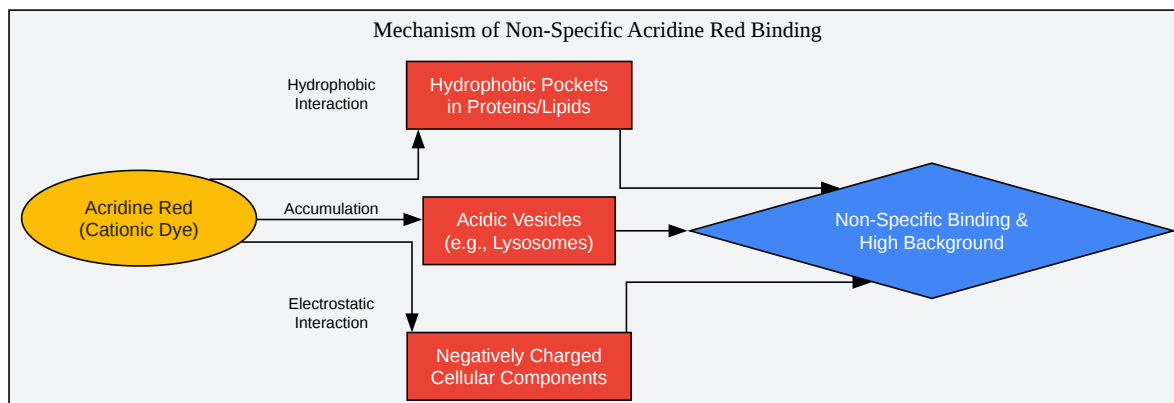 Mechanism of Non-Specific Acridine Red Binding
Hydrophobic
Interaction
Hydrophobic Pockets
in Proteins/Lipids
Acridine Red
(Cationic Dye)
Accumulation
Acidic Vesicles
(e.g., Lysosomes)
Non-Specific Binding &
High Background
Electrostatic
Interaction
Negatively Charged
Cellular Components